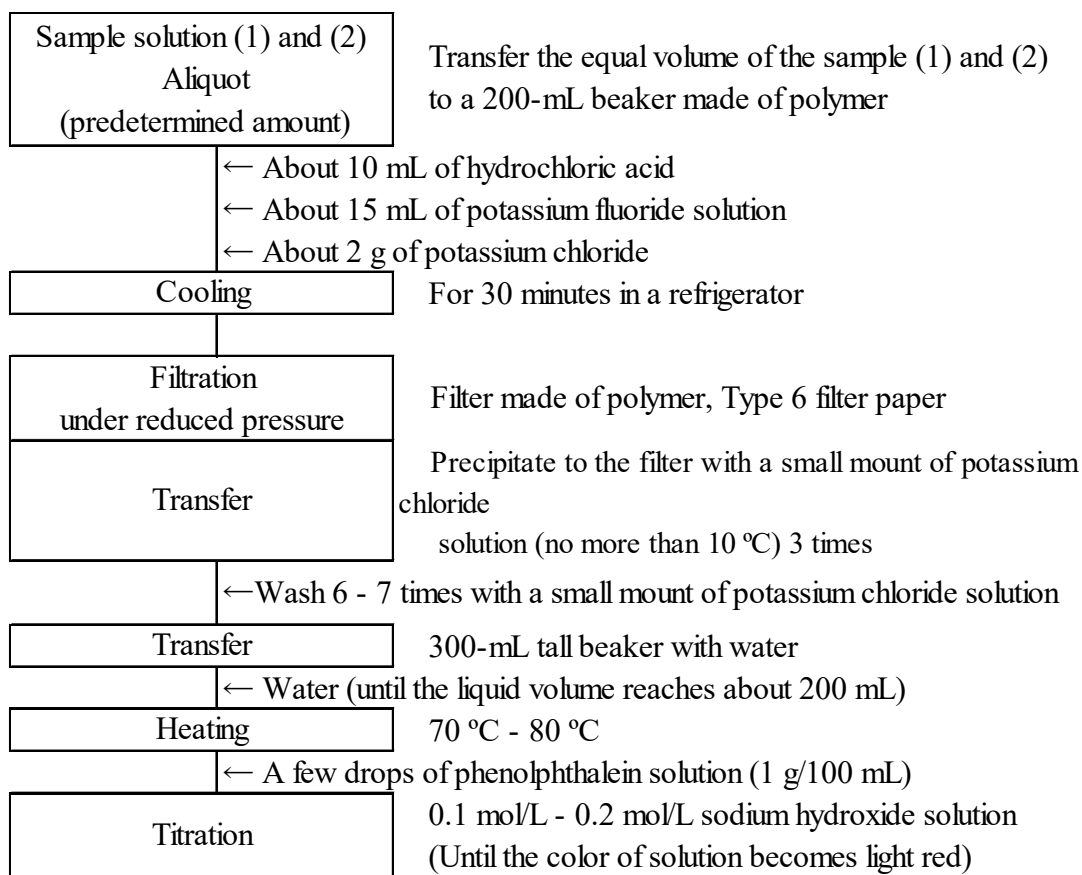 Sample solution (1) and (2)
Aliquot
(predetermined amount)
Transfer the equal volume of the sample (1) and (2)
to a 200-mL beaker made of polymer
← About 10 mL of hydrochloric acid
← About 15 mL of potassium fluoride solution
← About 2 g of potassium chloride
Cooling
For 30 minutes in a refrigerator
Filtration
under reduced pressure
Filter made of polymer, Type 6 filter paper
Transfer
Precipitate to the filter with a small mount of potassium
chloride
solution (no more than 10 ºC) 3 times
←Wash 6 - 7 times with a small mount of potassium chloride solution
Transfer
300-mL tall beaker with water
← Water (until the liquid volume reaches about 200 mL)
Heating
70 ºC - 80 ºC
← A few drops of phenolphthalein solution (1 g/100 mL)
Titration
0.1 mol/L - 0.2 mol/L sodium hydroxide solution
(Until the color of solution becomes light red)